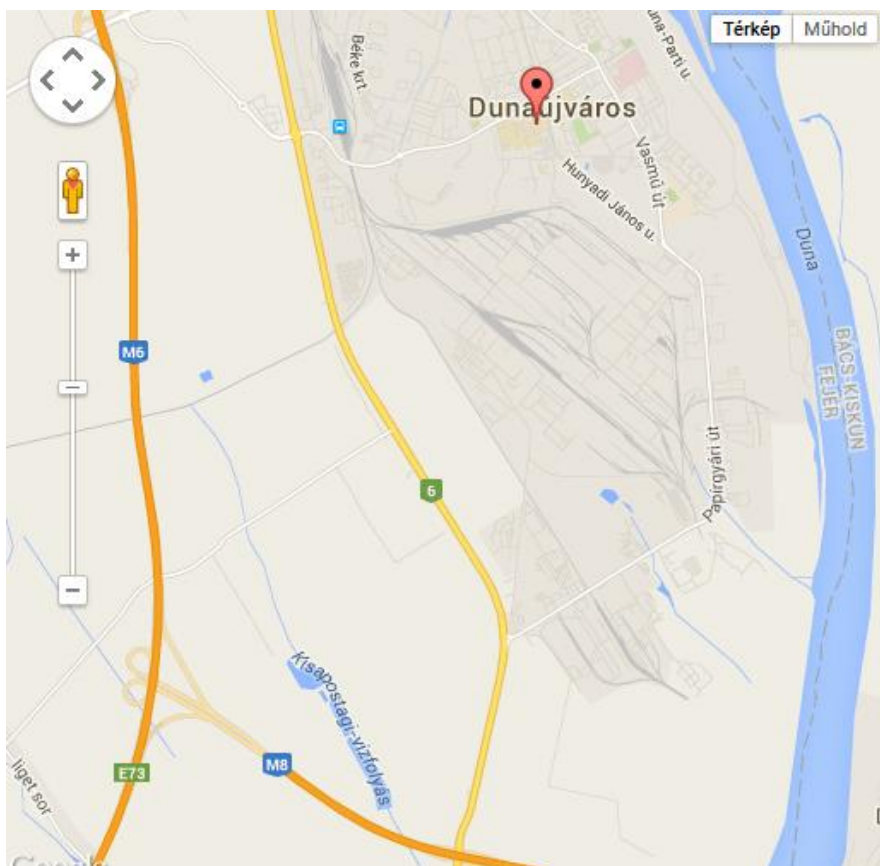 Térkép
Műhold
Duna-Parti u.
Béke krt.
Dunaújváros
Vasmű út
Hunyadi János u.
Duna
M6
BÁCS-KISKUN
FEJÉR
Papírgyári út
6
Kisapostagi-vízfolyás
M8
E73
liget sor
Google